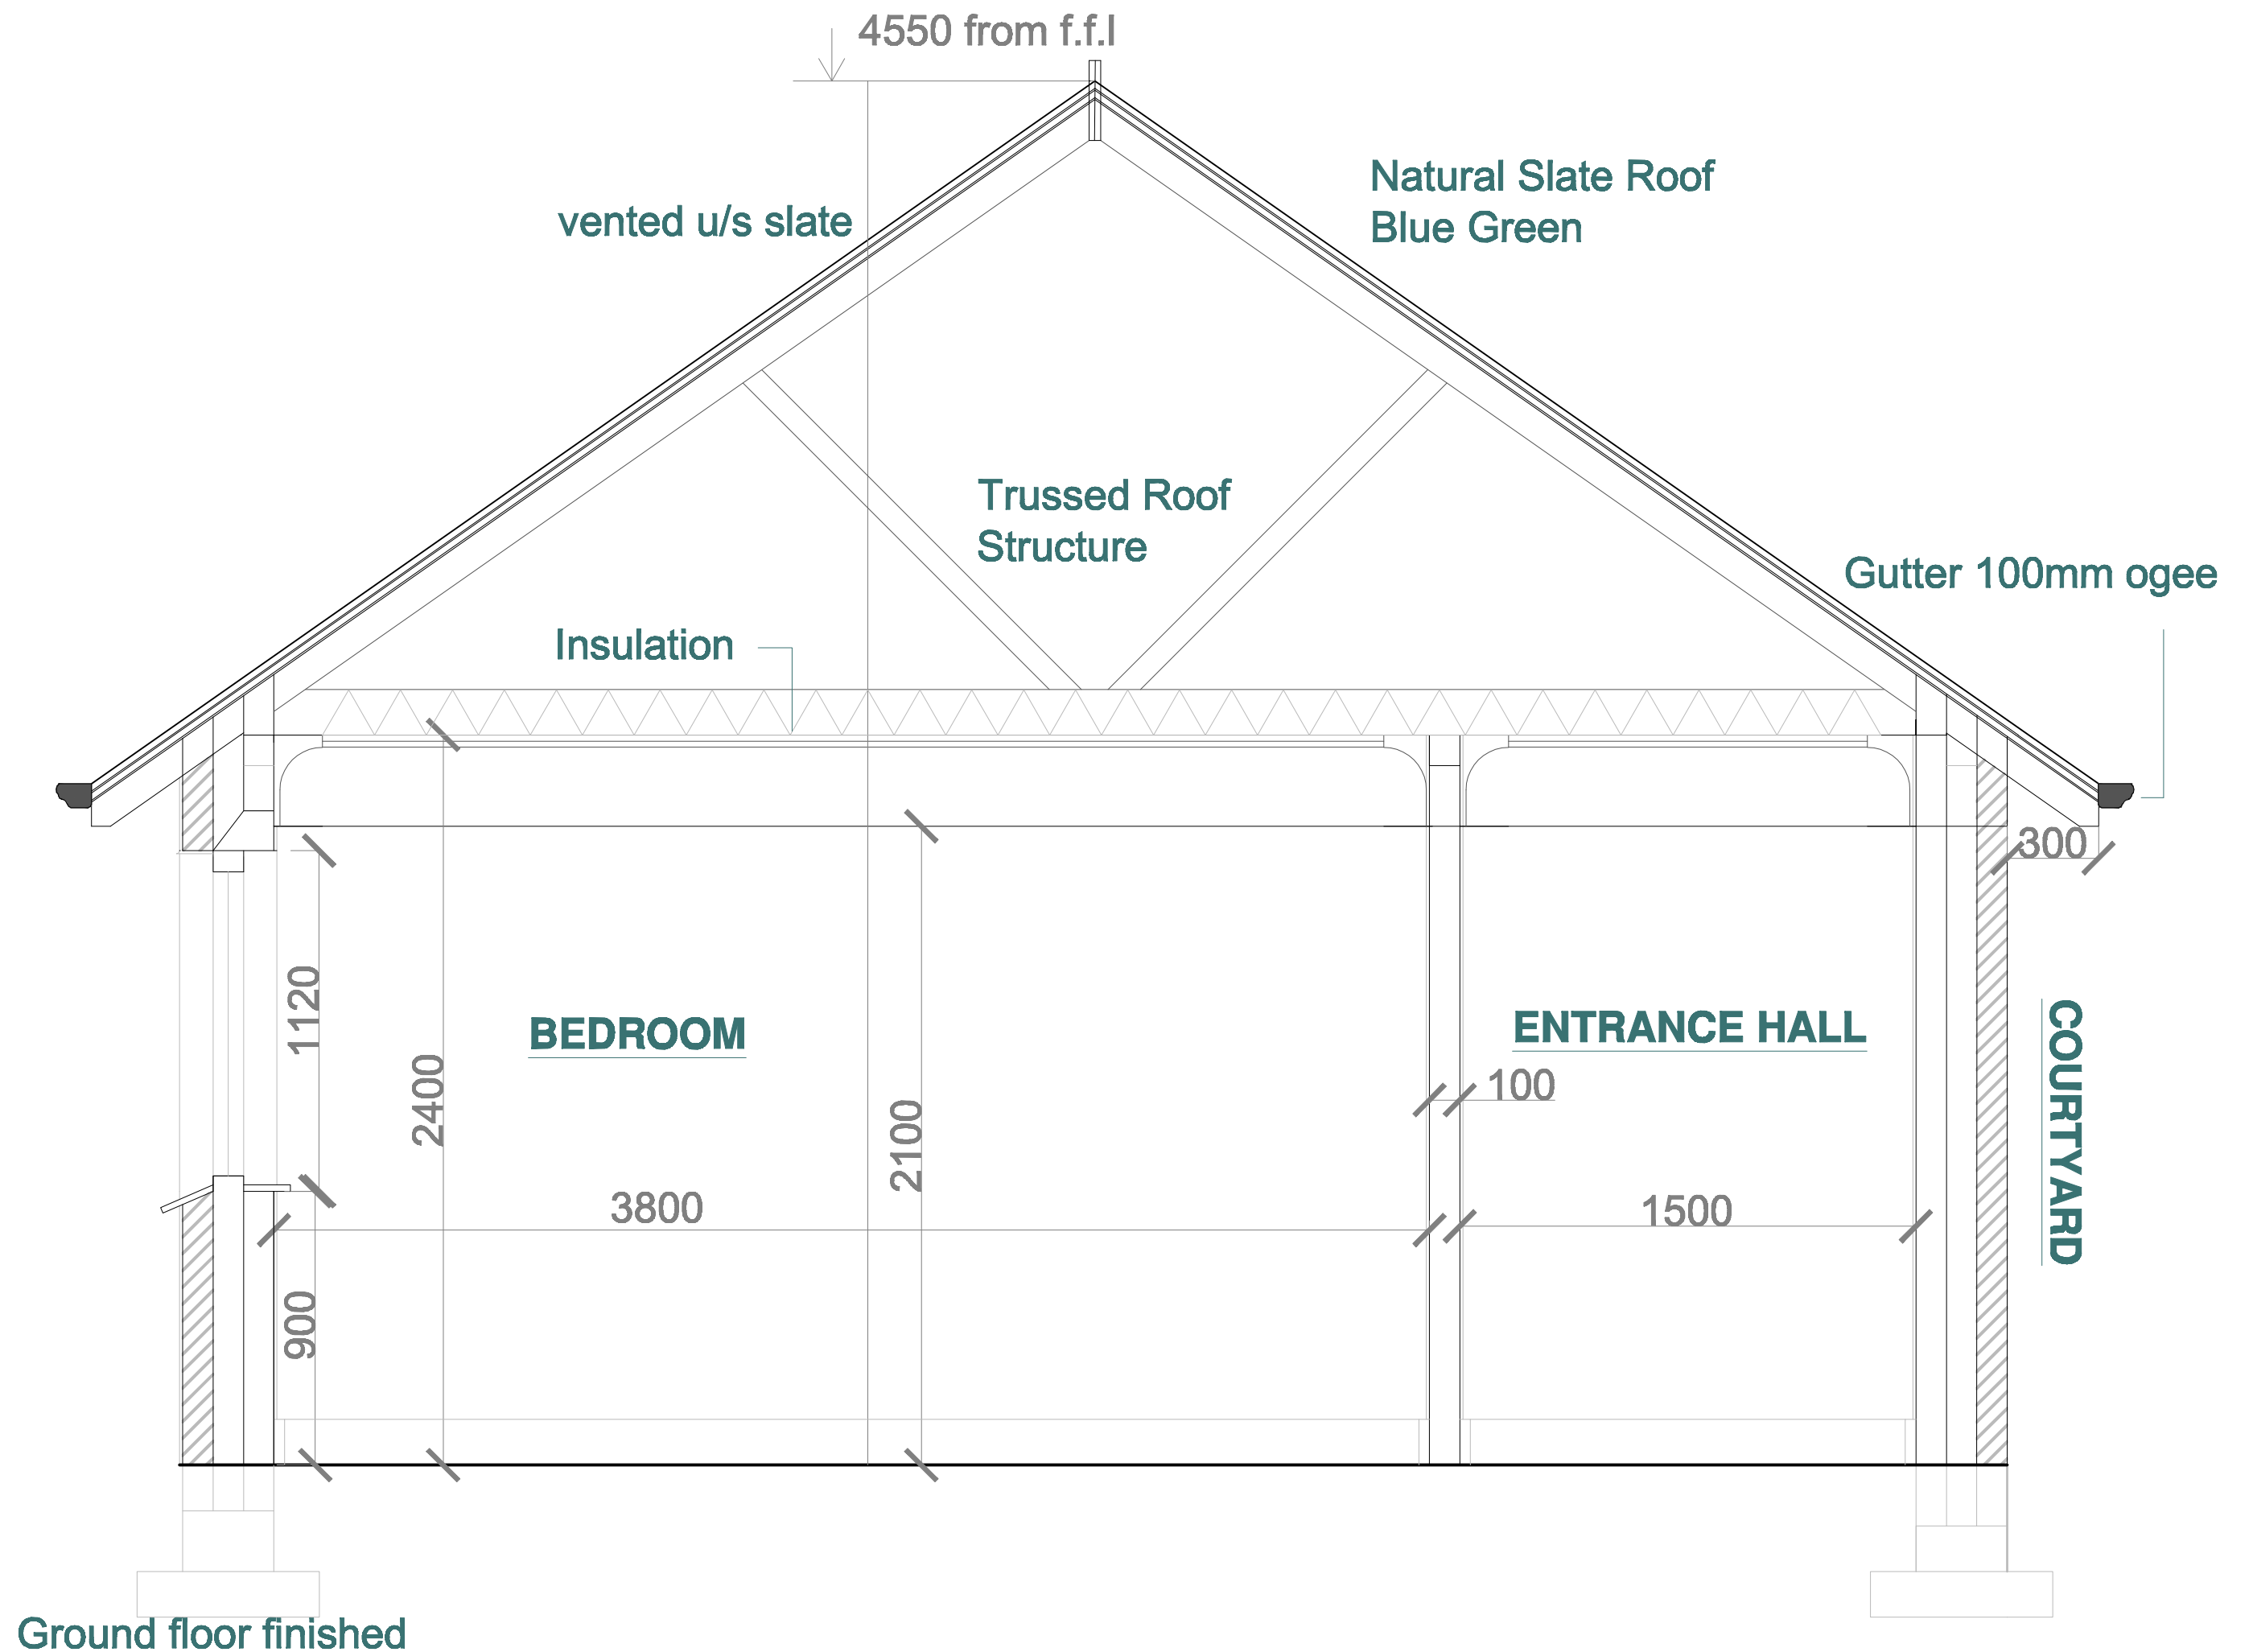 4550 from f.f.l
Natural Slate Roof
Blue Green
vented u/s slate
Trussed Roof
Structure
Gutter 100mm ogee
Insulation
300
1120
BEDROOM
ENTRANCE HALL
COURTYARD
2400
2100
100
3800
1500
900
Ground floor finished